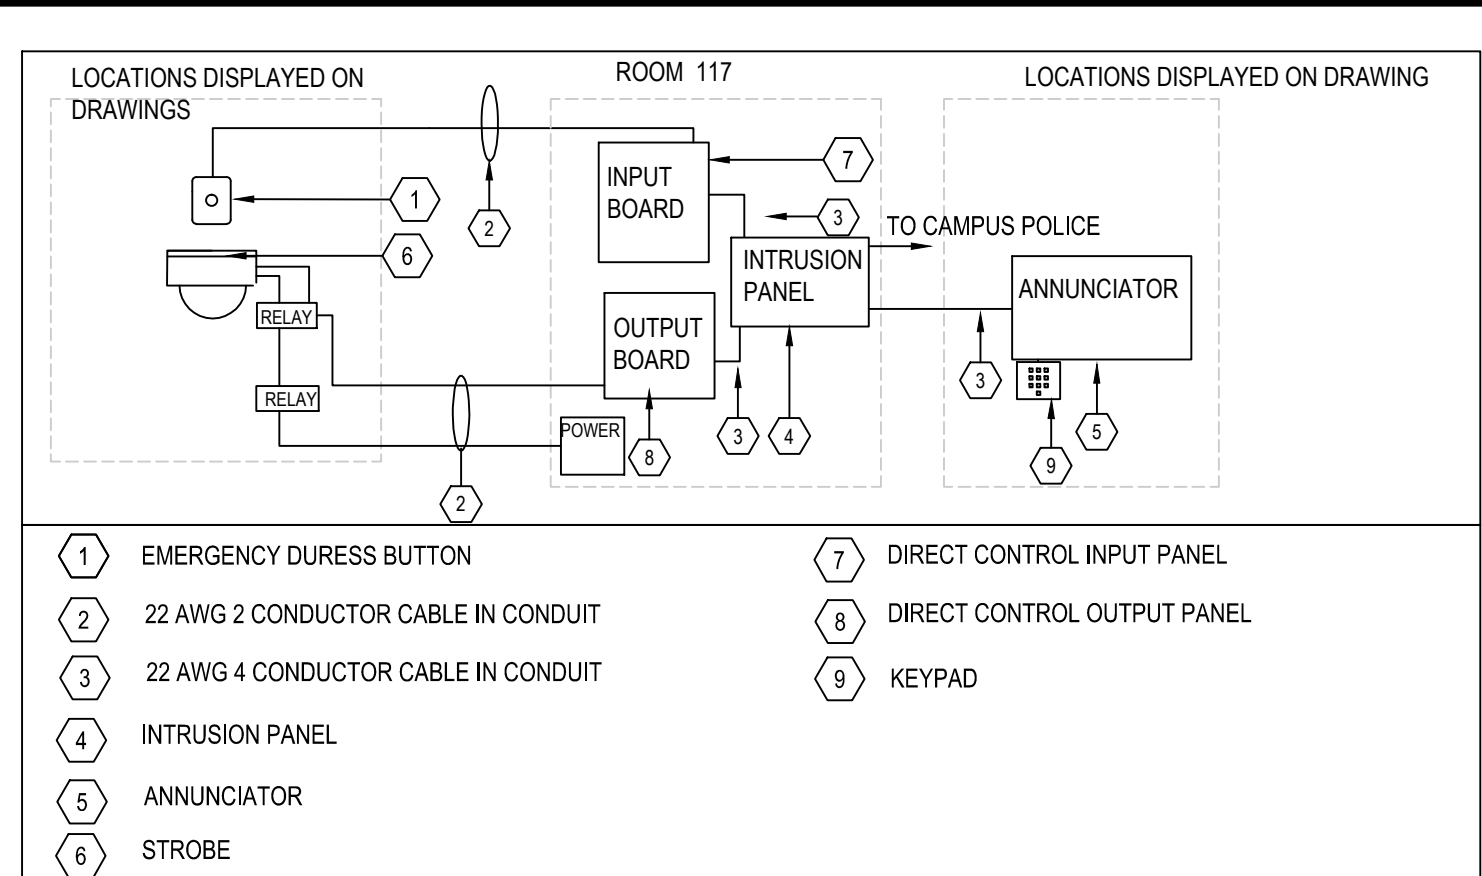 LOCATIONS DISPLAYED ON
DRAWINGS
ROOM 117
LOCATIONS DISPLAYED ON DRAWING
INPUT
BOARD
7
1
2
3
TO CAMPUS POLICE
6
INTRUSION
PANEL
ANNUNCIATOR
RELAY
OUTPUT
BOARD
3
RELAY
POWER
8
3
4
5
9
2
1 EMERGENCY DURESS BUTTON
2 22 AWG 2 CONDUCTOR CABLE IN CONDUIT
3 22 AWG 4 CONDUCTOR CABLE IN CONDUIT
4 INTRUSION PANEL
5 ANNUNCIATOR
6 STROBE
7 DIRECT CONTROL INPUT PANEL
8 DIRECT CONTROL OUTPUT PANEL
9 KEYPAD